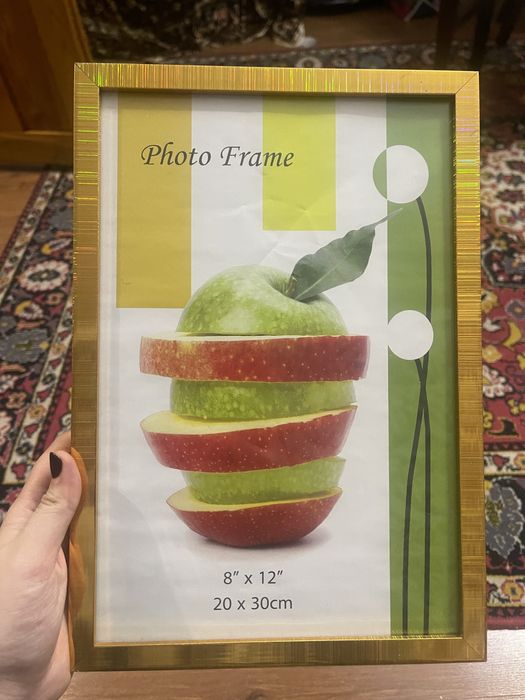 Photo Frame
8” x 12”
20 x 30cm